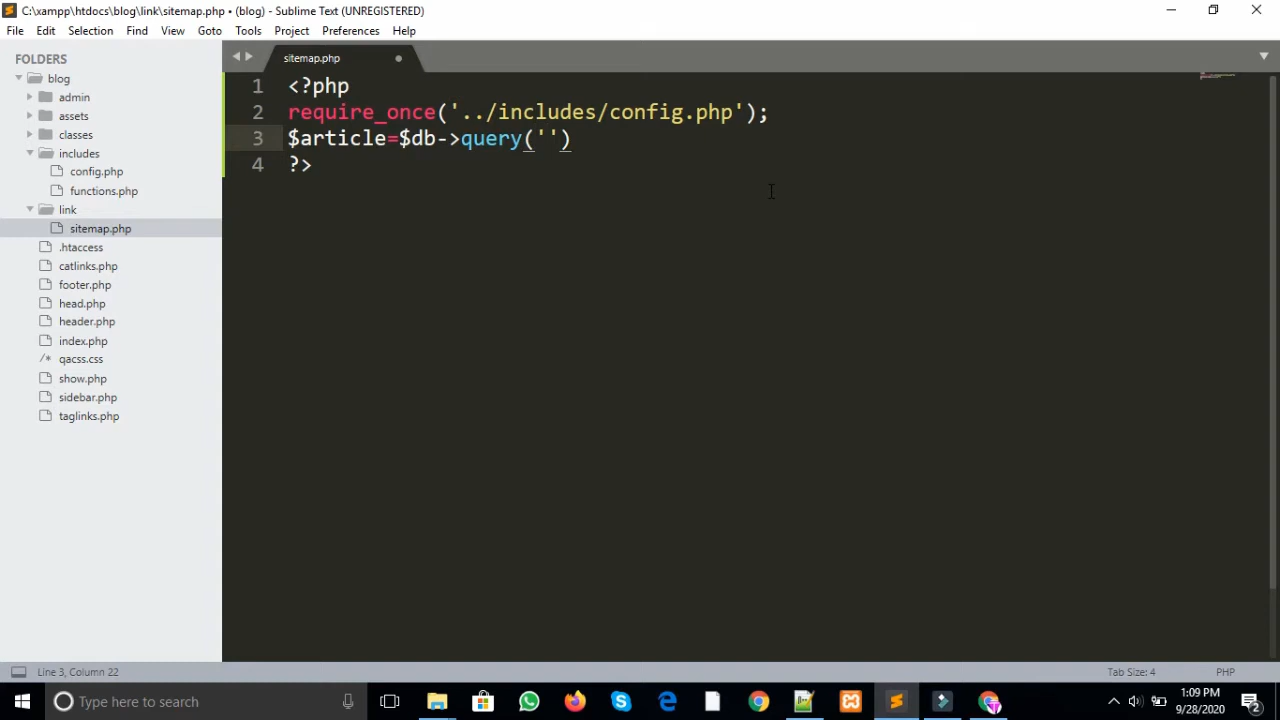 C:\xampp\htdocs\blog\link\sitemap.php • (blog) - Sublime Text (UNREGISTERED)
File Edit Selection Find View Goto Tools Project Preferences Help
FOLDERS
blog
admin
assets
classes
includes
config.php
functions.php
link
sitemap.php
.htaccess
catlinks.php
footer.php
head.php
header.php
index.php
/* qacss.css
show.php
sidebar.php
taglinks.php
sitemap.php
1 <?php
2 require_once('../includes/config.php');
3 $article=$db->query('')
4 ?>
Line 3, Column 22
Tab Size: 4
PHP
Type here to search
1:09 PM
9/28/2020
2